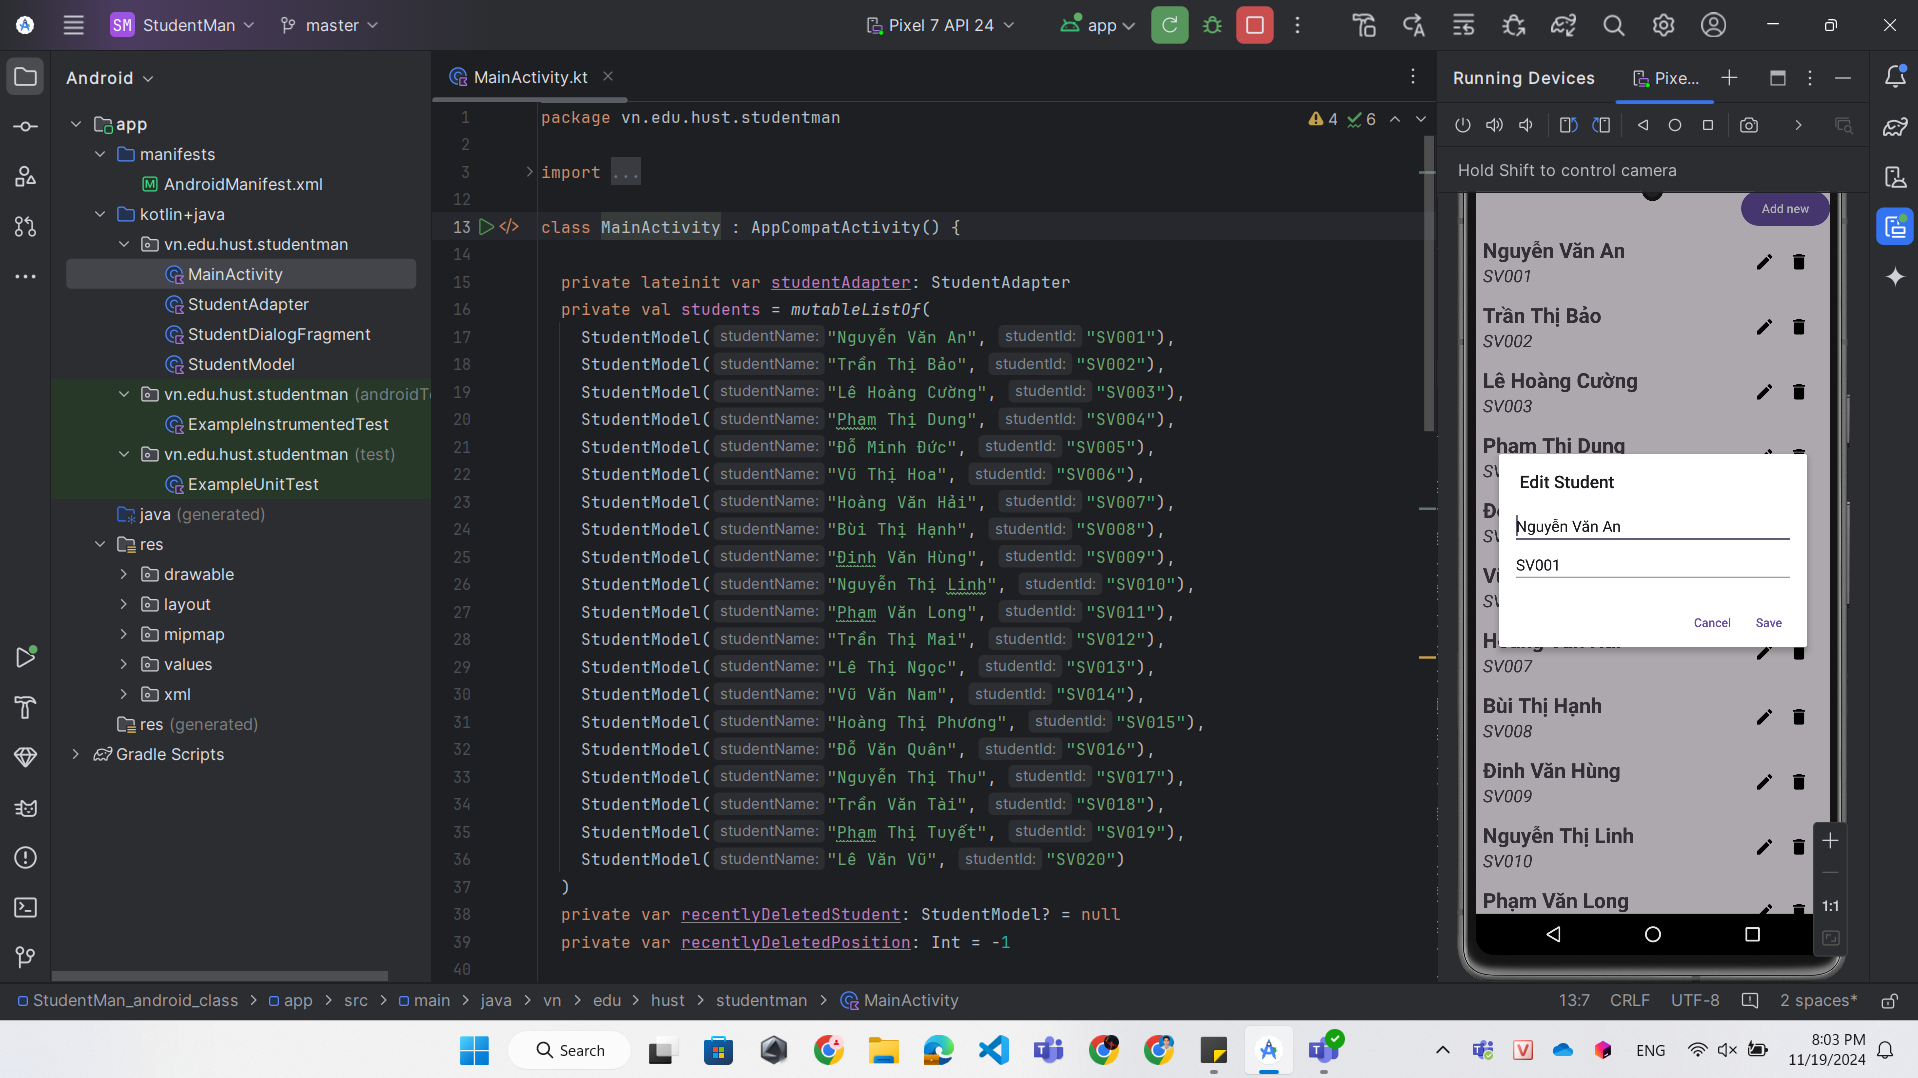 SM StudentMan master Pixel 7 API 24 app
Android
app
manifests
AndroidManifest.xml
kotlin+java
vn.edu.hust.studentman
MainActivity
StudentAdapter
StudentDialogFragment
StudentModel
vn.edu.hust.studentman (androidT
ExampleInstrumentedTest
vn.edu.hust.studentman (test)
ExampleUnitTest
java (generated)
res
drawable
layout
mipmap
values
xml
res (generated)
Gradle Scripts
MainActivity.kt
4 6
1 package vn.edu.hust.studentman
2
3 import ...
12
13 class MainActivity : AppCompatActivity() {
14
15 private lateinit var studentAdapter: StudentAdapter
16 private val students = mutableListOf(
17 StudentModel( studentName: "Nguyễn Văn An", studentId: "SV001"),
18 StudentModel( studentName: "Trần Thị Bảo", studentId: "SV002"),
19 StudentModel( studentName: "Lê Hoàng Cường", studentId: "SV003"),
20 StudentModel( studentName: "Phạm Thị Dung", studentId: "SV004"),
21 StudentModel( studentName: "Đỗ Minh Đức", studentId: "SV005"),
22 StudentModel( studentName: "Vũ Thị Hoa", studentId: "SV006"),
23 StudentModel( studentName: "Hoàng Văn Hải", studentId: "SV007"),
24 StudentModel( studentName: "Bùi Thị Hạnh", studentId: "SV008"),
25 StudentModel( studentName: "Đinh Văn Hùng", studentId: "SV009"),
26 StudentModel( studentName: "Nguyễn Thị Linh", studentId: "SV010"),
27 StudentModel( studentName: "Phạm Văn Long", studentId: "SV011"),
28 StudentModel( studentName: "Trần Thị Mai", studentId: "SV012"),
29 StudentModel( studentName: "Lê Thị Ngọc", studentId: "SV013"),
30 StudentModel( studentName: "Vũ Văn Nam", studentId: "SV014"),
31 StudentModel( studentName: "Hoàng Thị Phương", studentId: "SV015"),
32 StudentModel( studentName: "Đỗ Văn Quân", studentId: "SV016"),
33 StudentModel( studentName: "Nguyễn Thị Thu", studentId: "SV017"),
34 StudentModel( studentName: "Trần Văn Tài", studentId: "SV018"),
35 StudentModel( studentName: "Phạm Thị Tuyết", studentId: "SV019"),
36 StudentModel( studentName: "Lê Văn Vũ", studentId: "SV020")
37 )
38 private var recentlyDeletedStudent: StudentModel? = null
39 private var recentlyDeletedPosition: Int = -1
40
Running Devices Pixe...
Hold Shift to control camera
Add new
Nguyễn Văn An
SV001
Trần Thị Bảo
SV002
Lê Hoàng Cường
SV003
Phạm Thị Dung
Edit Student
Nguyễn Văn An
SV001
Cancel Save
SV007
Bùi Thị Hạnh
SV008
Đinh Văn Hùng
SV009
Nguyễn Thị Linh
SV010
Phạm Văn Long
1:1
StudentMan_android_class > app > src > main > java > vn > edu > hust > studentman > MainActivity
13:7 CRLF UTF-8 2 spaces*
Search
ENG
8:03 PM
11/19/2024